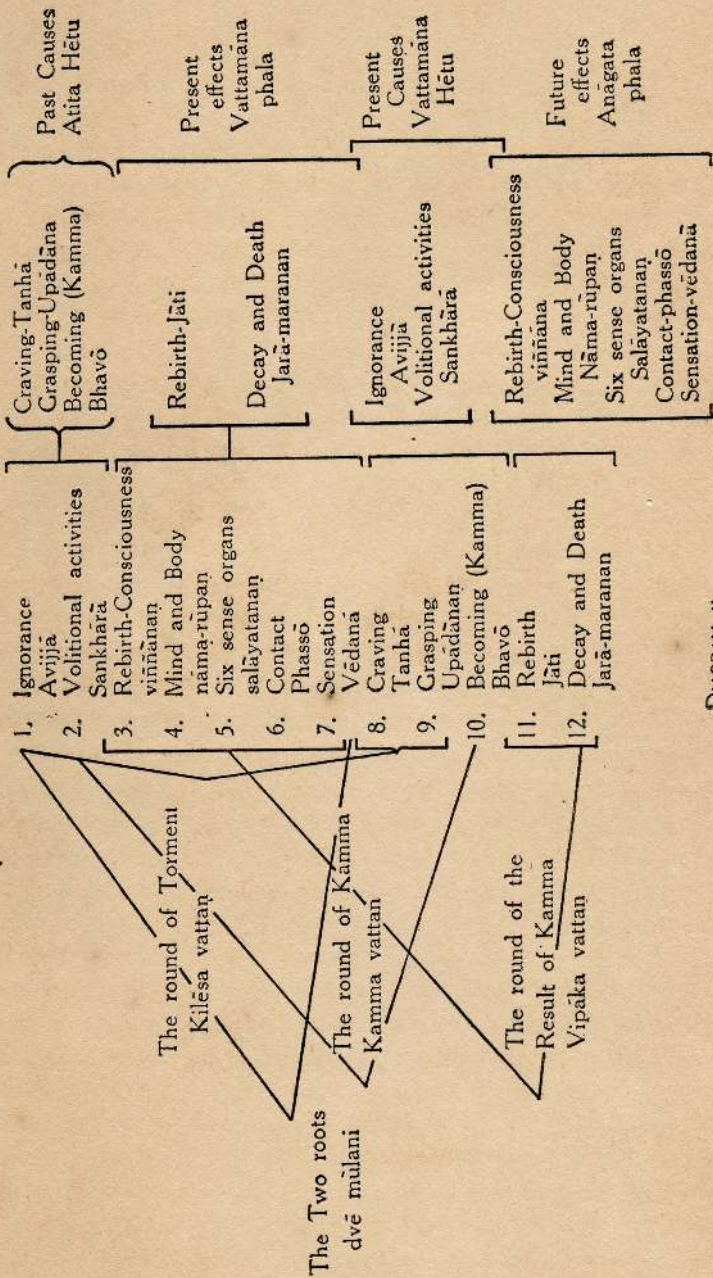 The Two roots
dvē mūlani
The round of Torment
Kilēsa vattaṇ
The round of Kamma
Kamma vattan
The round of the
Result of Kamma
Vipāka vattaṇ
1. Ignorance
Avijjā
2. Volitional activities
Sankhārā
3. Rebirth-Consciousness
viññānaṇ
4. Mind and Body
nāma-rūpaṇ
5. Six sense organs
salāyatanaṇ
6. Contact
Phassō
7. Sensation
Vēdaná
8. Craving
Tanhá
9. Grasping
Upādānaṇ
10. Becoming (Kamma)
Bhavō
11. Rebirth
Jāti
12. Decay and Death
Jarā-maranan
Craving-Tanhá
Grasping-Upādāna
Becoming (Kamma)
Bhavō
Rebirth-Jāti
Decay and Death
Jarā-maranan
Ignorance
Avijjā
Volitional activities
Sankhārá
Rebirth-Consciousness
viññāna
Mind and Body
Nāma-rūpaṇ
Six sense organs
Salāyatanaṇ
Contact-phassō
Sensation-vēdanā
Past Causes
Atīta Hētu
Present
effects
Vattamāna
phala
Present
Causes
Vattamāna
Hētu
Future
effects
Anāgata
phala